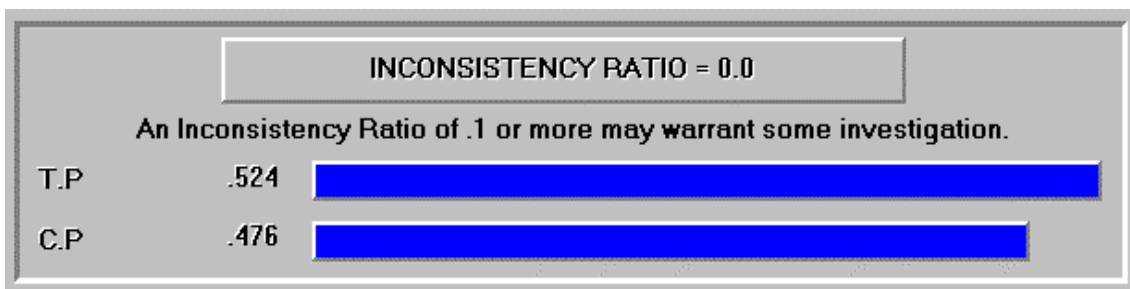 INCONSISTENCY RATIO = 0.0
An Inconsistency Ratio of .1 or more may warrant some investigation.
T.P .524
C.P .476